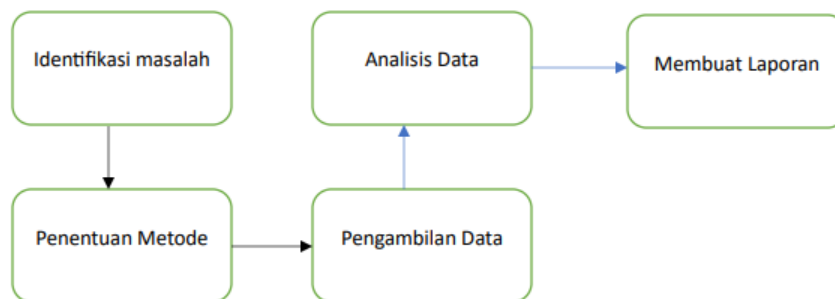 Identifikasi masalah
Analisis Data
Membuat Laporan
Penentuan Metode
Pengambilan Data